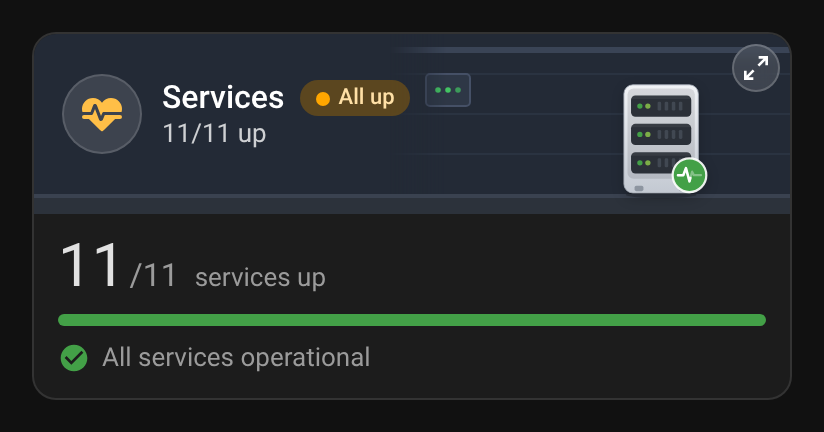 Services
All up
11/11 up
11/11 services up
All services operational